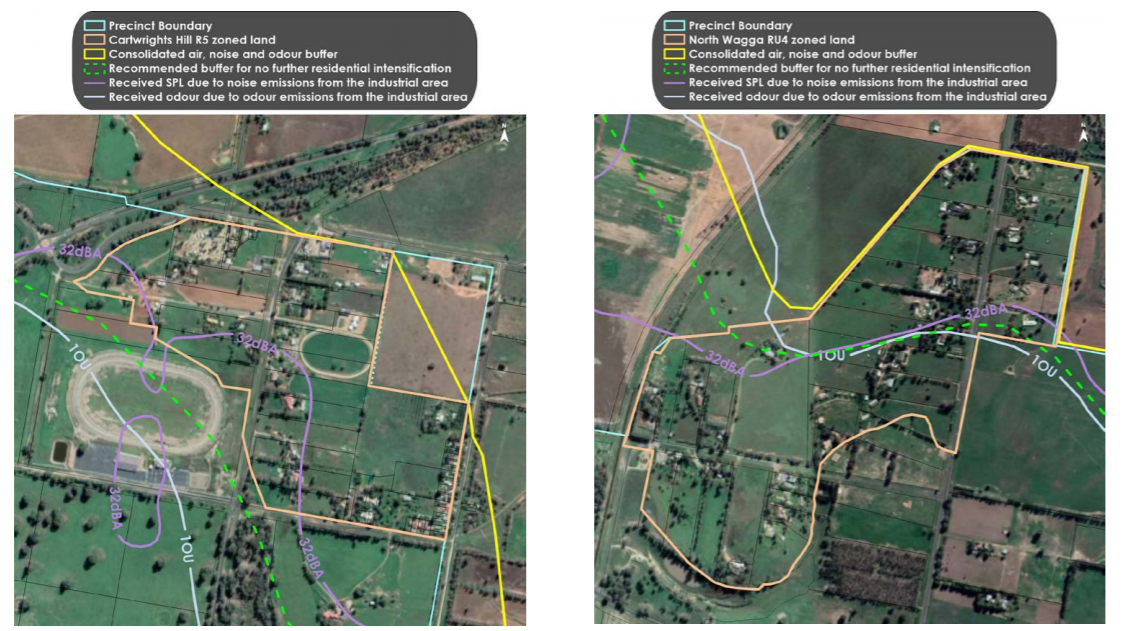 Precinct Boundary
Cartwrights Hill R5 zoned land
Consolidated air, noise and odour buffer
Recommended buffer for no further residential intensification
Received SPL due to noise emissions from the industrial area
Received odour due to odour emissions from the industrial area
N
32dBA
32dBA
1OU
32dBA
1OU
32dBA
Precinct Boundary
North Wagga RU4 zoned land
Consolidated air, noise and odour buffer
Recommended buffer for no further residential intensification
Received SPL due to noise emissions from the industrial area
Received odour due to odour emissions from the industrial area
N
32dBA
32dBA
1OU
1OU